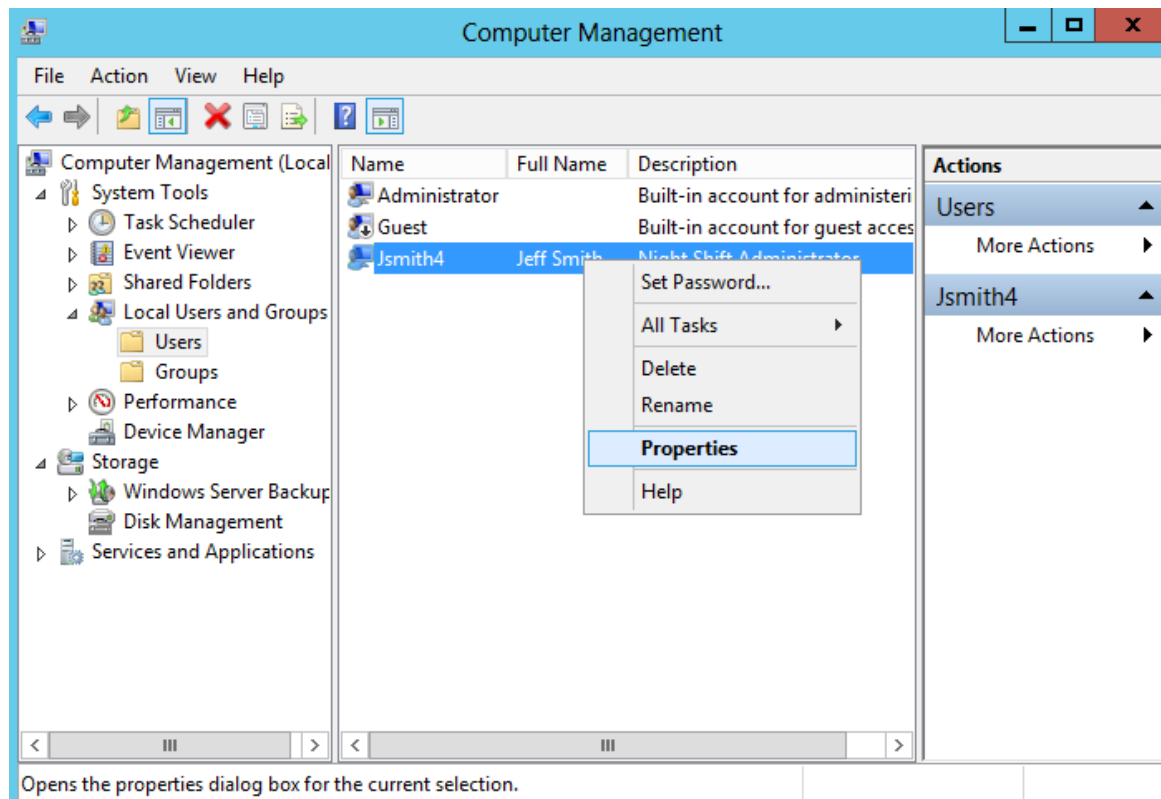 Computer Management
File Action View Help
Computer Management (Local
System Tools
Task Scheduler
Event Viewer
Shared Folders
Local Users and Groups
Users
Groups
Performance
Device Manager
Storage
Windows Server Backup
Disk Management
Services and Applications
Name Full Name Description
Administrator Built-in account for administeri
Guest Built-in account for guest acces
Jsmith4 Jeff Smith Night Shift Administrator
Set Password...
All Tasks
Delete
Rename
Properties
Help
Actions
Users
More Actions
Jsmith4
More Actions
Opens the properties dialog box for the current selection.